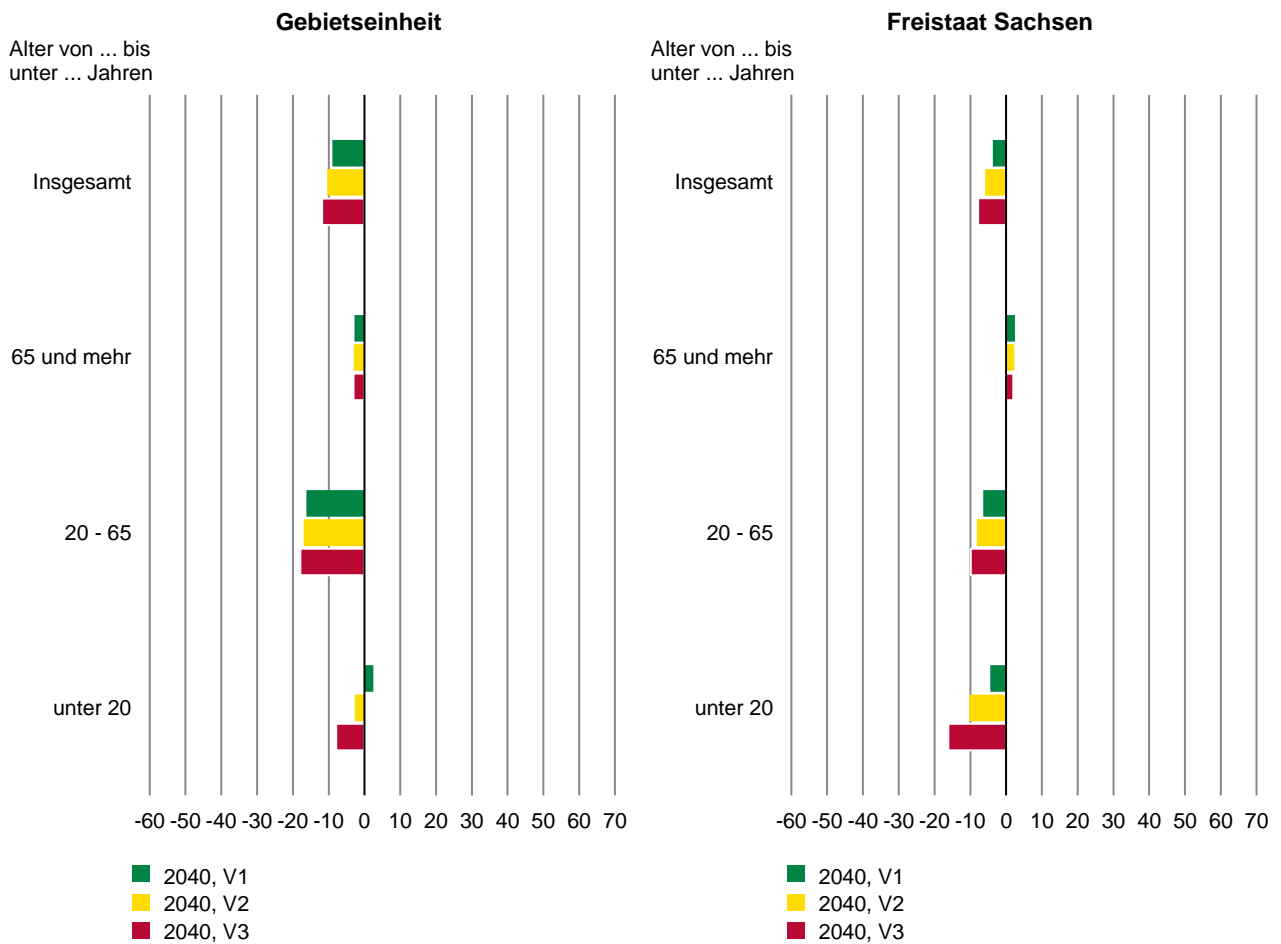 Gebietseinheit
Alter von ... bis
unter ... Jahren
Insgesamt
65 und mehr
20 - 65
unter 20
-60 -50 -40 -30 -20 -10 0 10 20 30 40 50 60 70
2040, V1
2040, V2
2040, V3
Freistaat Sachsen
Alter von ... bis
unter ... Jahren
Insgesamt
65 und mehr
20 - 65
unter 20
-60 -50 -40 -30 -20 -10 0 10 20 30 40 50 60 70
2040, V1
2040, V2
2040, V3